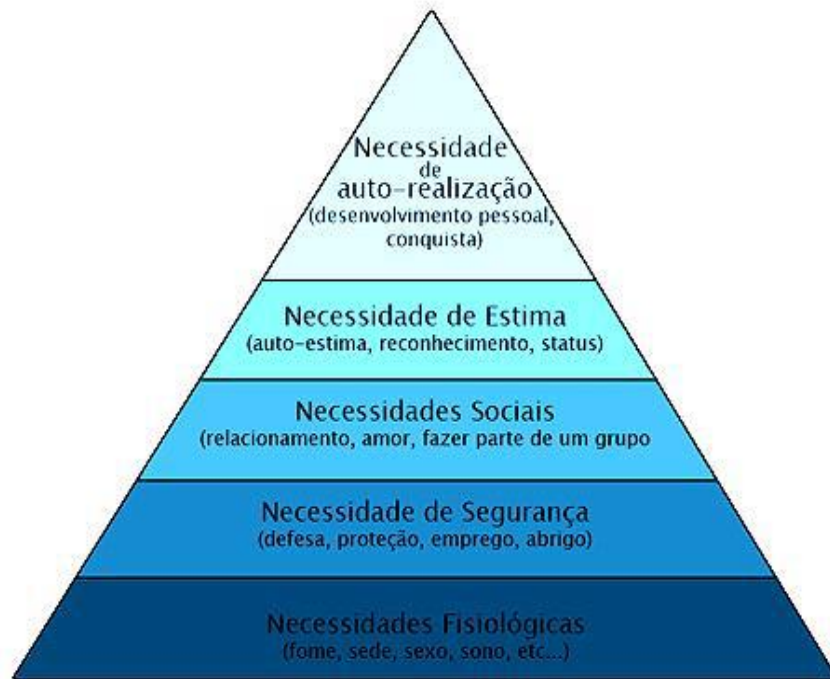 Necessidade
de
auto-realização
(desenvolvimento pessoal,
conquista)
Necessidade de Estima
(auto-estima, reconhecimento, status)
Necessidades Sociais
(relacionamento, amor, fazer parte de um grupo
Necessidade de Segurança
(defesa, proteção, emprego, abrigo)
Necessidades Fisiológicas
(fome, sede, sexo, sono, etc...)